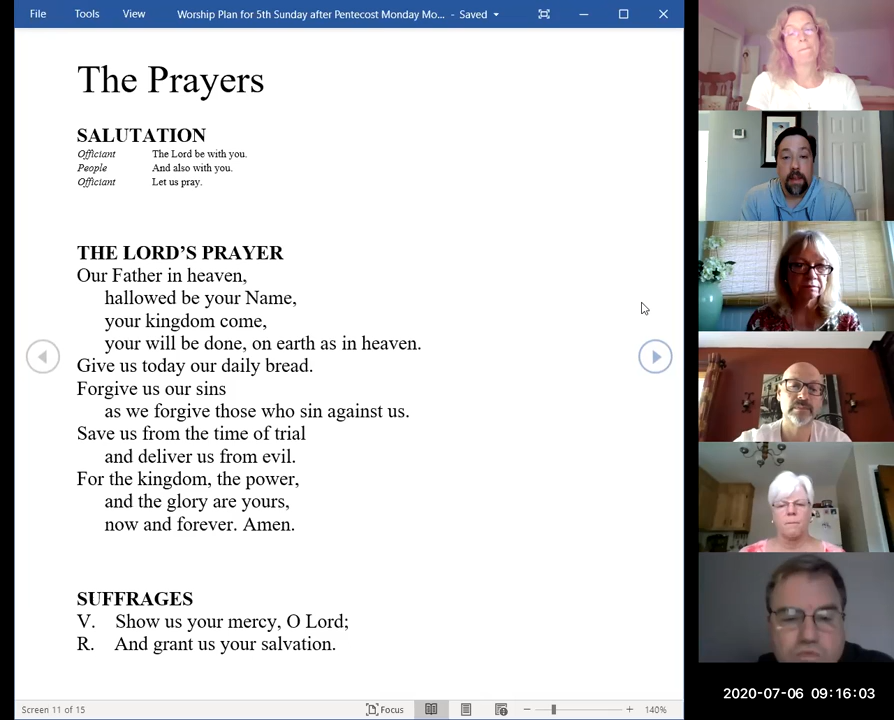 File Tools View Worship Plan for 5th Sunday after Pentecost Monday Mo... - Saved
The Prayers
SALUTATION
Officiant The Lord be with you.
People And also with you.
Officiant Let us pray.
THE LORD'S PRAYER
Our Father in heaven,
hallowed be your Name,
your kingdom come,
your will be done, on earth as in heaven.
Give us today our daily bread.
Forgive us our sins
as we forgive those who sin against us.
Save us from the time of trial
and deliver us from evil.
For the kingdom, the power,
and the glory are yours,
now and forever. Amen.
SUFFRAGES
V. Show us your mercy, O Lord;
R. And grant us your salvation.
Screen 11 of 15 Focus 140%
2020-07-06 09:16:03